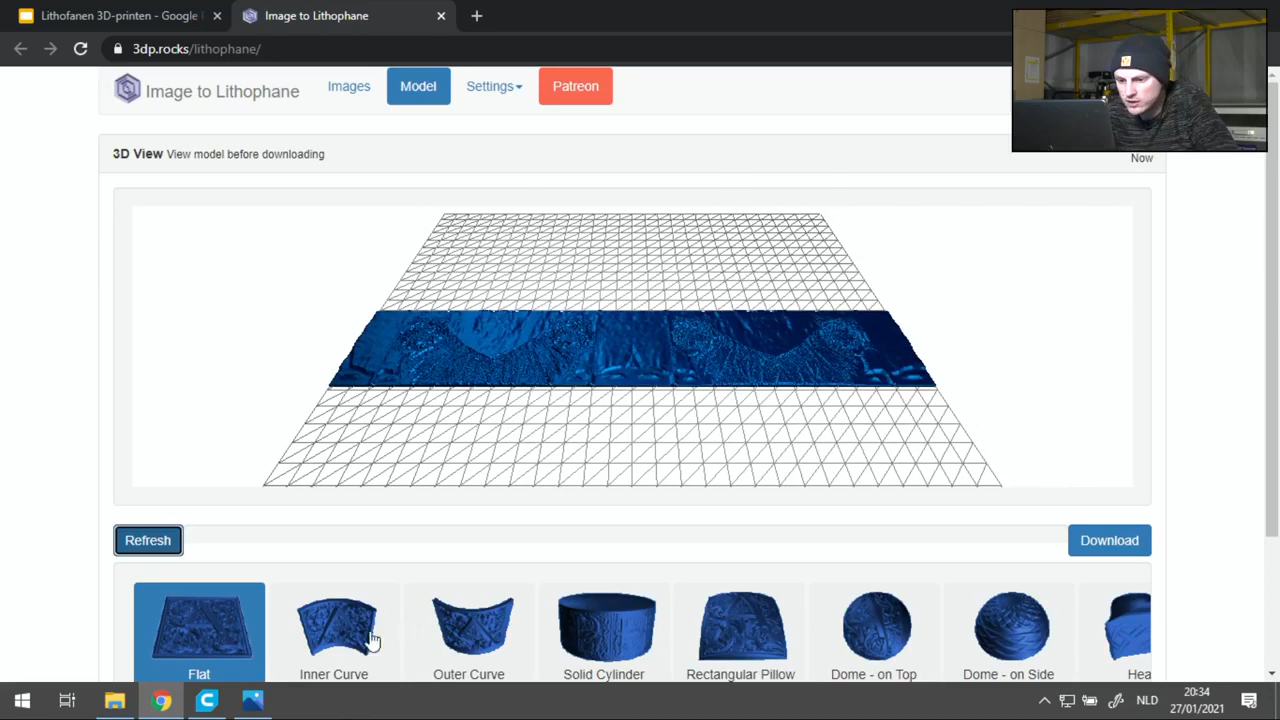 Lithofanen 3D-printen - Google
Image to Lithophane
3dp.rocks/lithophane/
Image to Lithophane
Images
Model
Settings
Patreon
3D View View model before downloading
Now
Refresh
Download
Flat
Inner Curve
Outer Curve
Solid Cylinder
Rectangular Pillow
Dome - on Top
Dome - on Side
Hea
NLD
20:34
27/01/2021